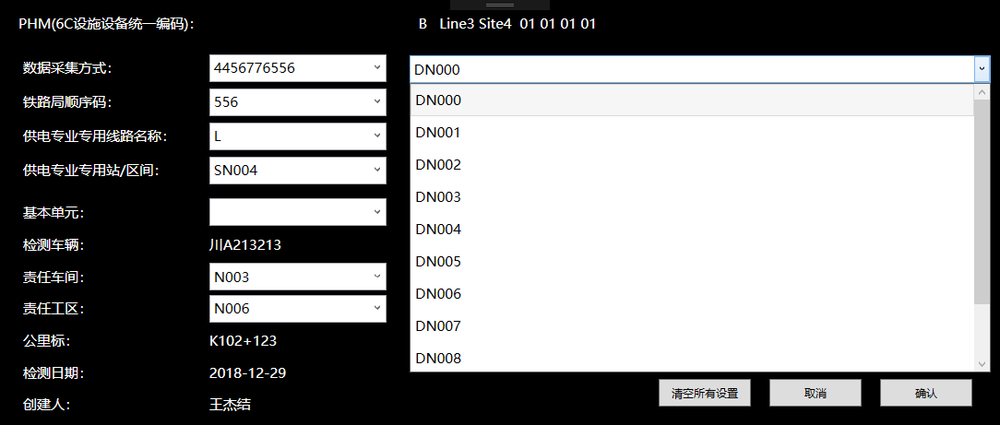 PHM(6C设施设备统一编码)： B Line3 Site4 01 01 01 01
数据采集方式： 4456776556 DN000
铁路局顺序码： 556 DN000
供电专业专用线路名称： L DN001
供电专业专用站/区间： SN004 DN002
DN003
基本单元： DN004
检测车辆： 川A213213 DN005
责任车间： N003 DN006
责任工区： N006 DN007
公里标： K102+123 DN008
检测日期： 2018-12-29
清空所有设置 取消 确认
创建人： 王杰结